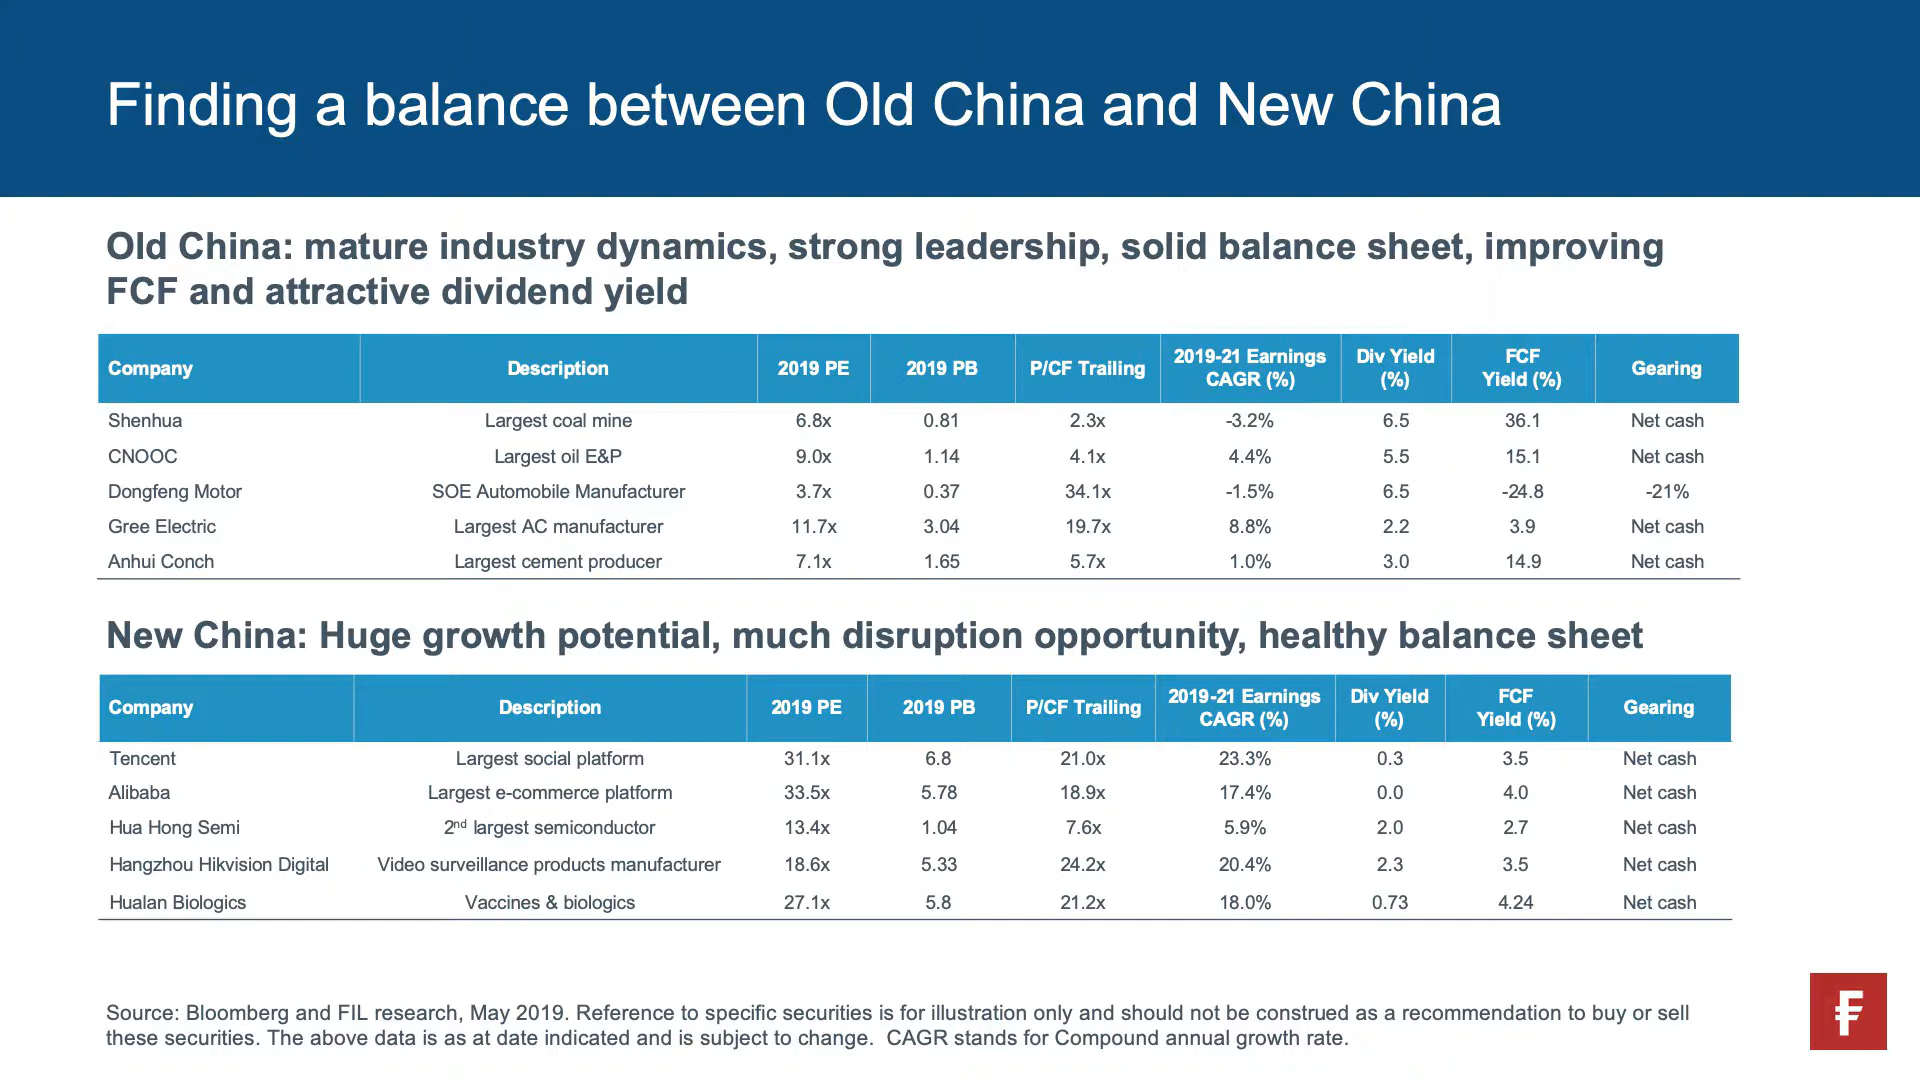 Finding a balance between Old China and New China
Old China: mature industry dynamics, strong leadership, solid balance sheet, improving
FCF and attractive dividend yield
Company Description 2019 PE 2019 PB P/CF Trailing 2019-21 Earnings CAGR (%) Div Yield (%) FCF Yield (%) Gearing
Shenhua Largest coal mine 6.8x 0.81 2.3x -3.2% 6.5 36.1 Net cash
CNOOC Largest oil E&P 9.0x 1.14 4.1x 4.4% 5.5 15.1 Net cash
Dongfeng Motor SOE Automobile Manufacturer 3.7x 0.37 34.1x -1.5% 6.5 -24.8 -21%
Gree Electric Largest AC manufacturer 11.7x 3.04 19.7x 8.8% 2.2 3.9 Net cash
Anhui Conch Largest cement producer 7.1x 1.65 5.7x 1.0% 3.0 14.9 Net cash
New China: Huge growth potential, much disruption opportunity, healthy balance sheet
Company Description 2019 PE 2019 PB P/CF Trailing 2019-21 Earnings CAGR (%) Div Yield (%) FCF Yield (%) Gearing
Tencent Largest social platform 31.1x 6.8 21.0x 23.3% 0.3 3.5 Net cash
Alibaba Largest e-commerce platform 33.5x 5.78 18.9x 17.4% 0.0 4.0 Net cash
Hua Hong Semi 2nd largest semiconductor 13.4x 1.04 7.6x 5.9% 2.0 2.7 Net cash
Hangzhou Hikvision Digital Video surveillance products manufacturer 18.6x 5.33 24.2x 20.4% 2.3 3.5 Net cash
Hualan Biologics Vaccines & biologics 27.1x 5.8 21.2x 18.0% 0.73 4.24 Net cash
Source: Bloomberg and FIL research, May 2019. Reference to specific securities is for illustration only and should not be construed as a recommendation to buy or sell
these securities. The above data is as at date indicated and is subject to change. CAGR stands for Compound annual growth rate.